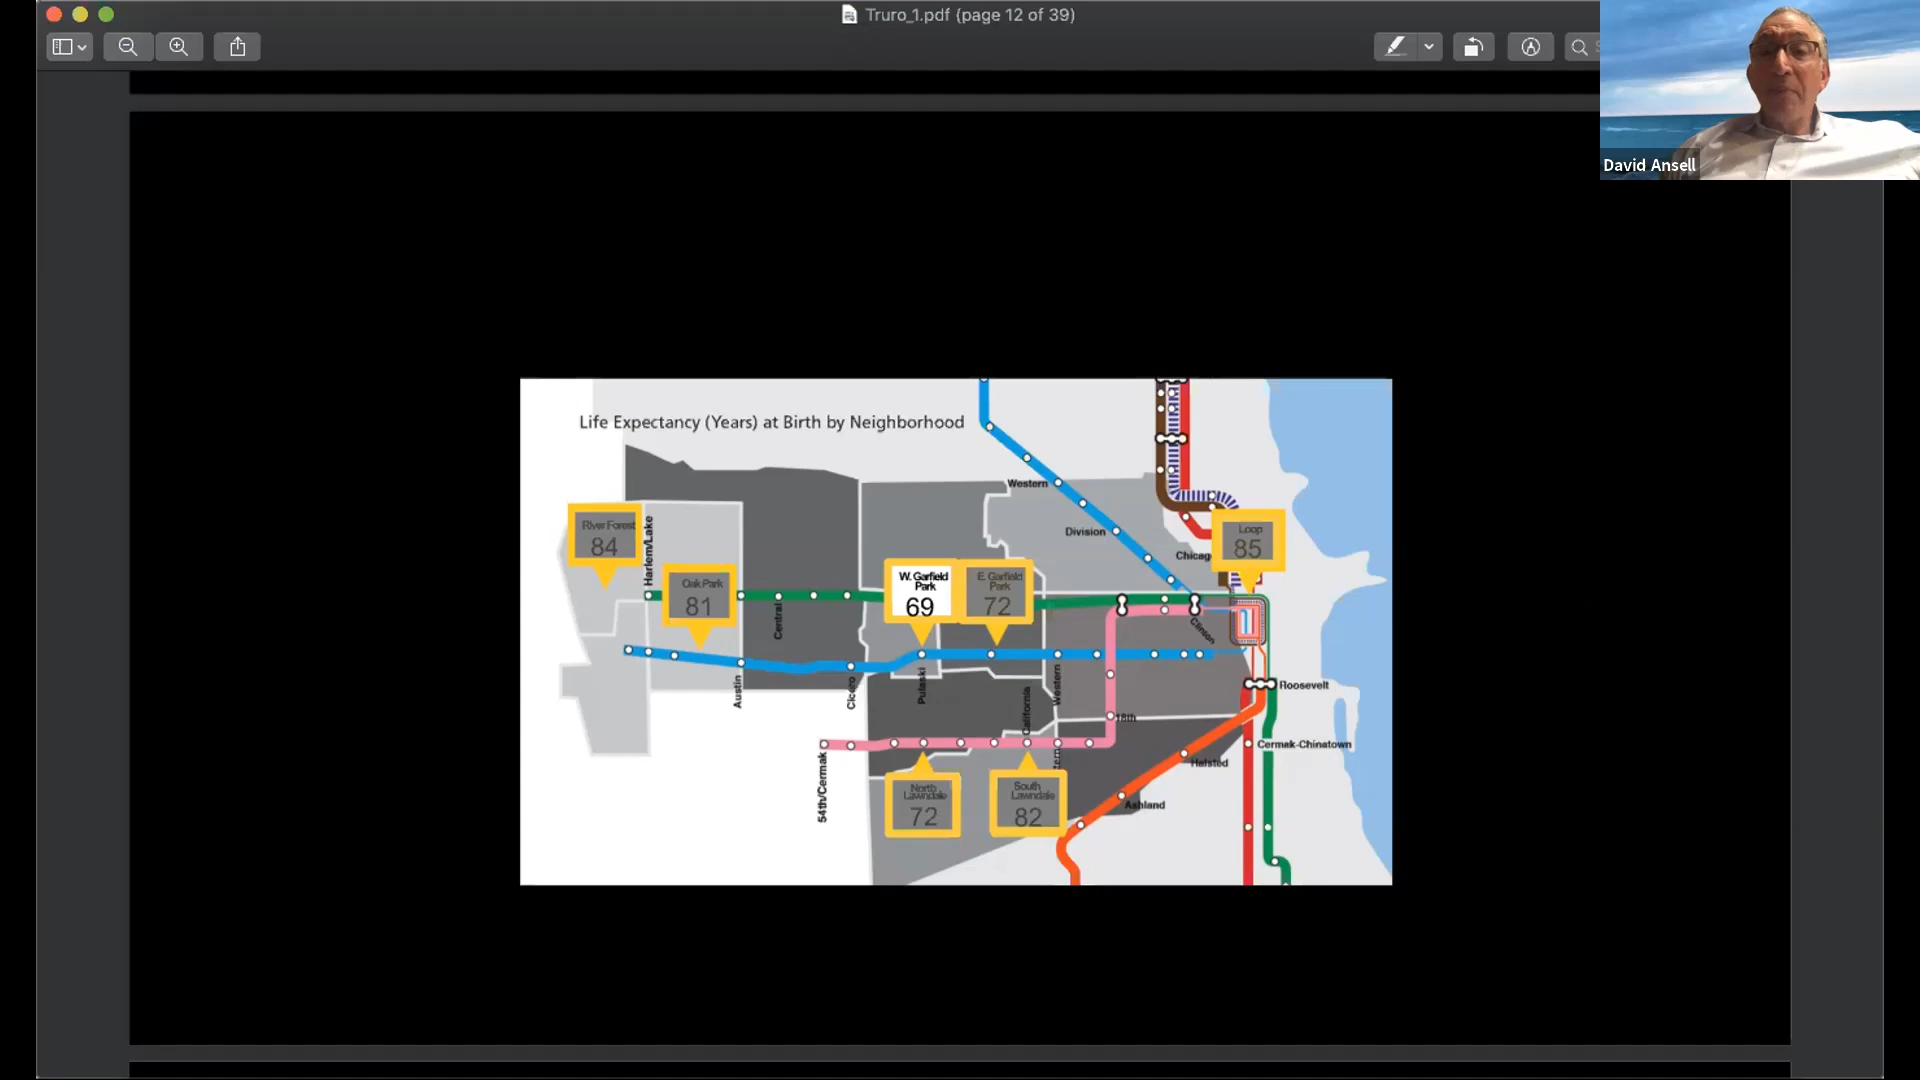 Truro_1.pdf (page 12 of 39)
David Ansell
Life Expectancy (Years) at Birth by Neighborhood
Western
Division
Chicag
River Forest
84
Harlem/Lake
Oak Park
81
Central
W. Garfield
Park
69
E. Garfield
Park
72
Loop
85
Clinton
Austin
Cicero
Pulaski
California
Western
18th
Roosevelt
Cermak-Chinatown
Halsted
Ashland
54th/Cermak
North
Lawndale
72
South
Lawndale
82